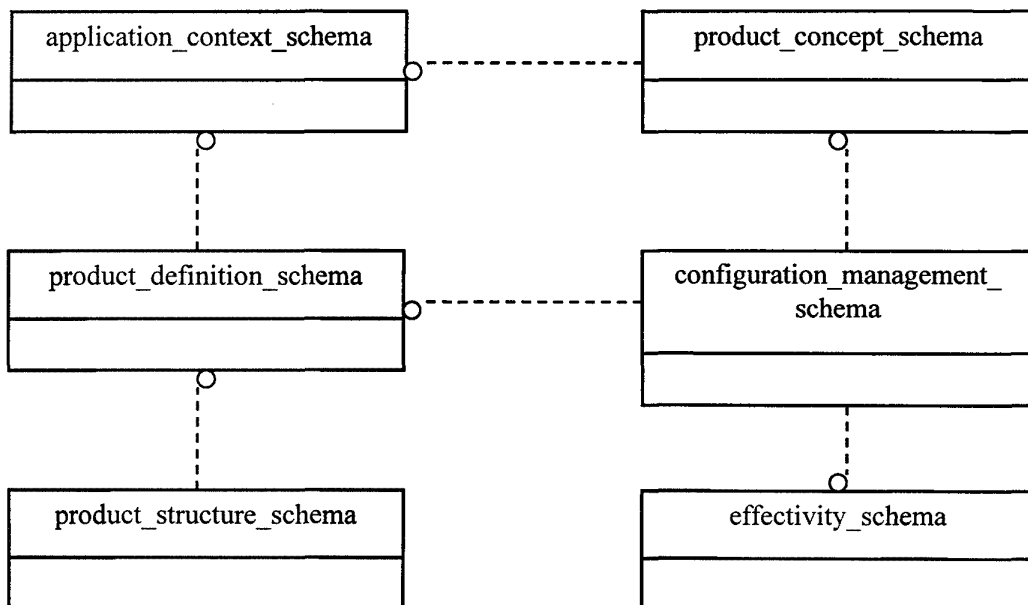 application_context_schema
product_concept_schema
product_definition_schema
configuration_management_
schema
product_structure_schema
effectivity_schema